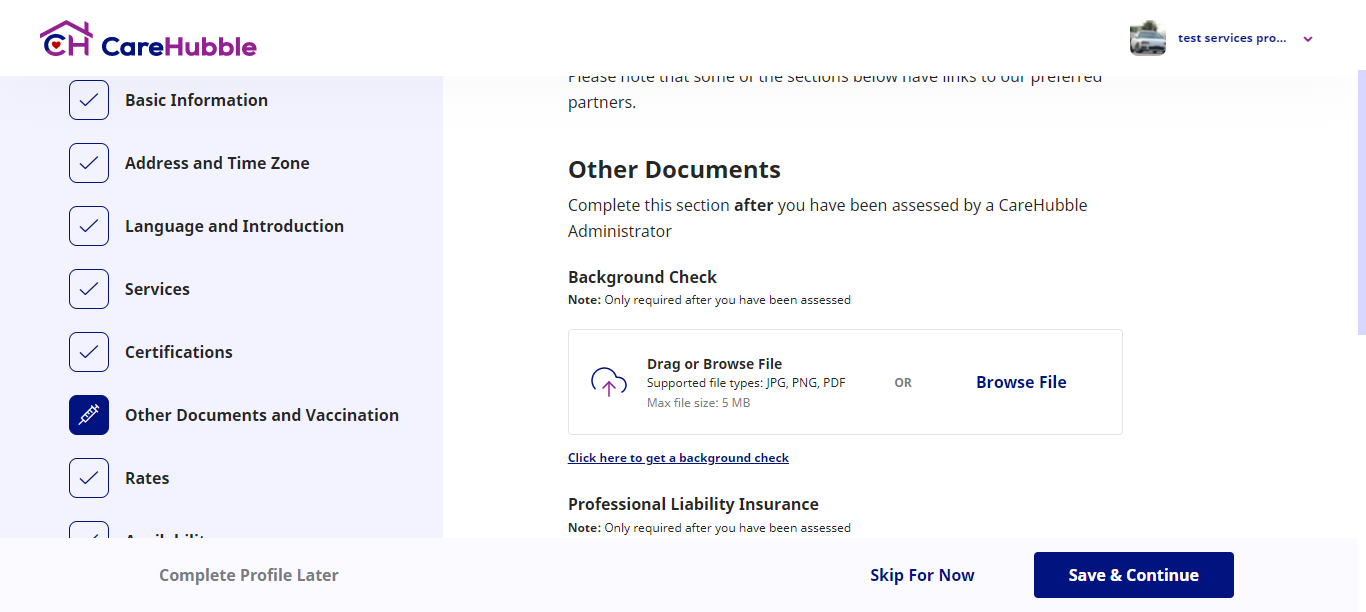 CH CareHubble
test services pro...
Basic Information
Address and Time Zone
Language and Introduction
Services
Certifications
Other Documents and Vaccination
Rates
Availability
Please note that some of the sections below have links to our preferred
partners.
Other Documents
Complete this section after you have been assessed by a CareHubble
Administrator
Background Check
Note: Only required after you have been assessed
Drag or Browse File
Supported file types: JPG, PNG, PDF
Max file size: 5 MB
OR
Browse File
Click here to get a background check
Professional Liability Insurance
Note: Only required after you have been assessed
Complete Profile Later
Skip For Now
Save & Continue